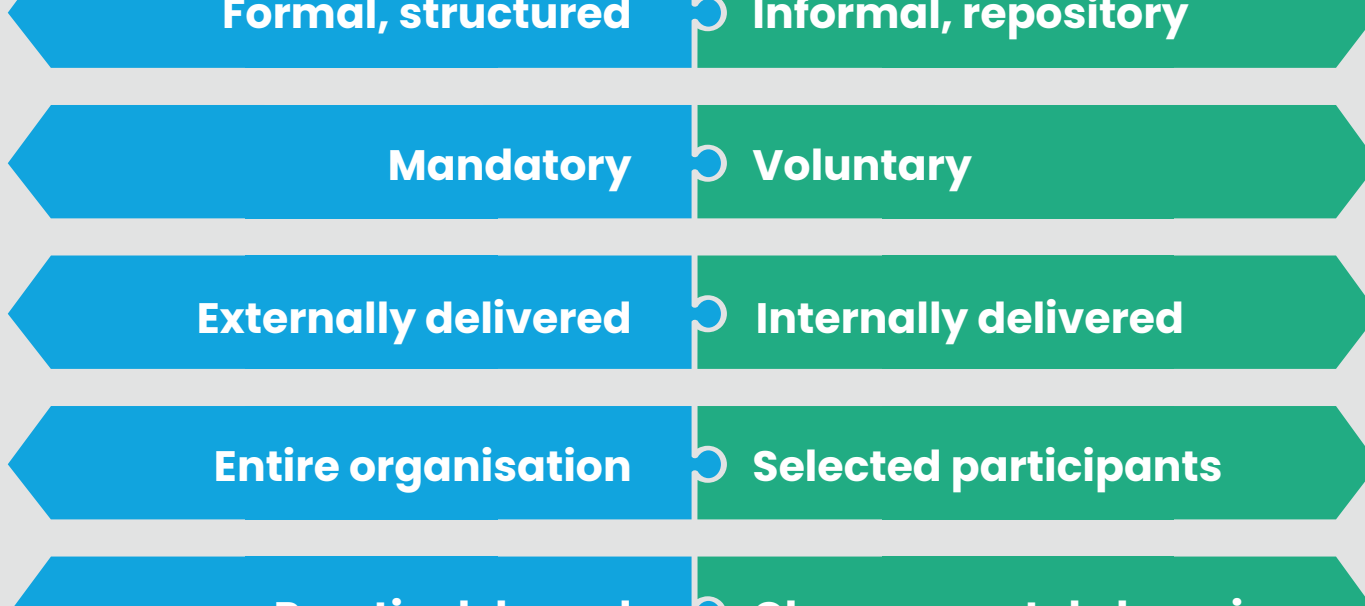 Formal, structured
Informal, repository
Mandatory
Voluntary
Externally delivered
Internally delivered
Entire organisation
Selected participants